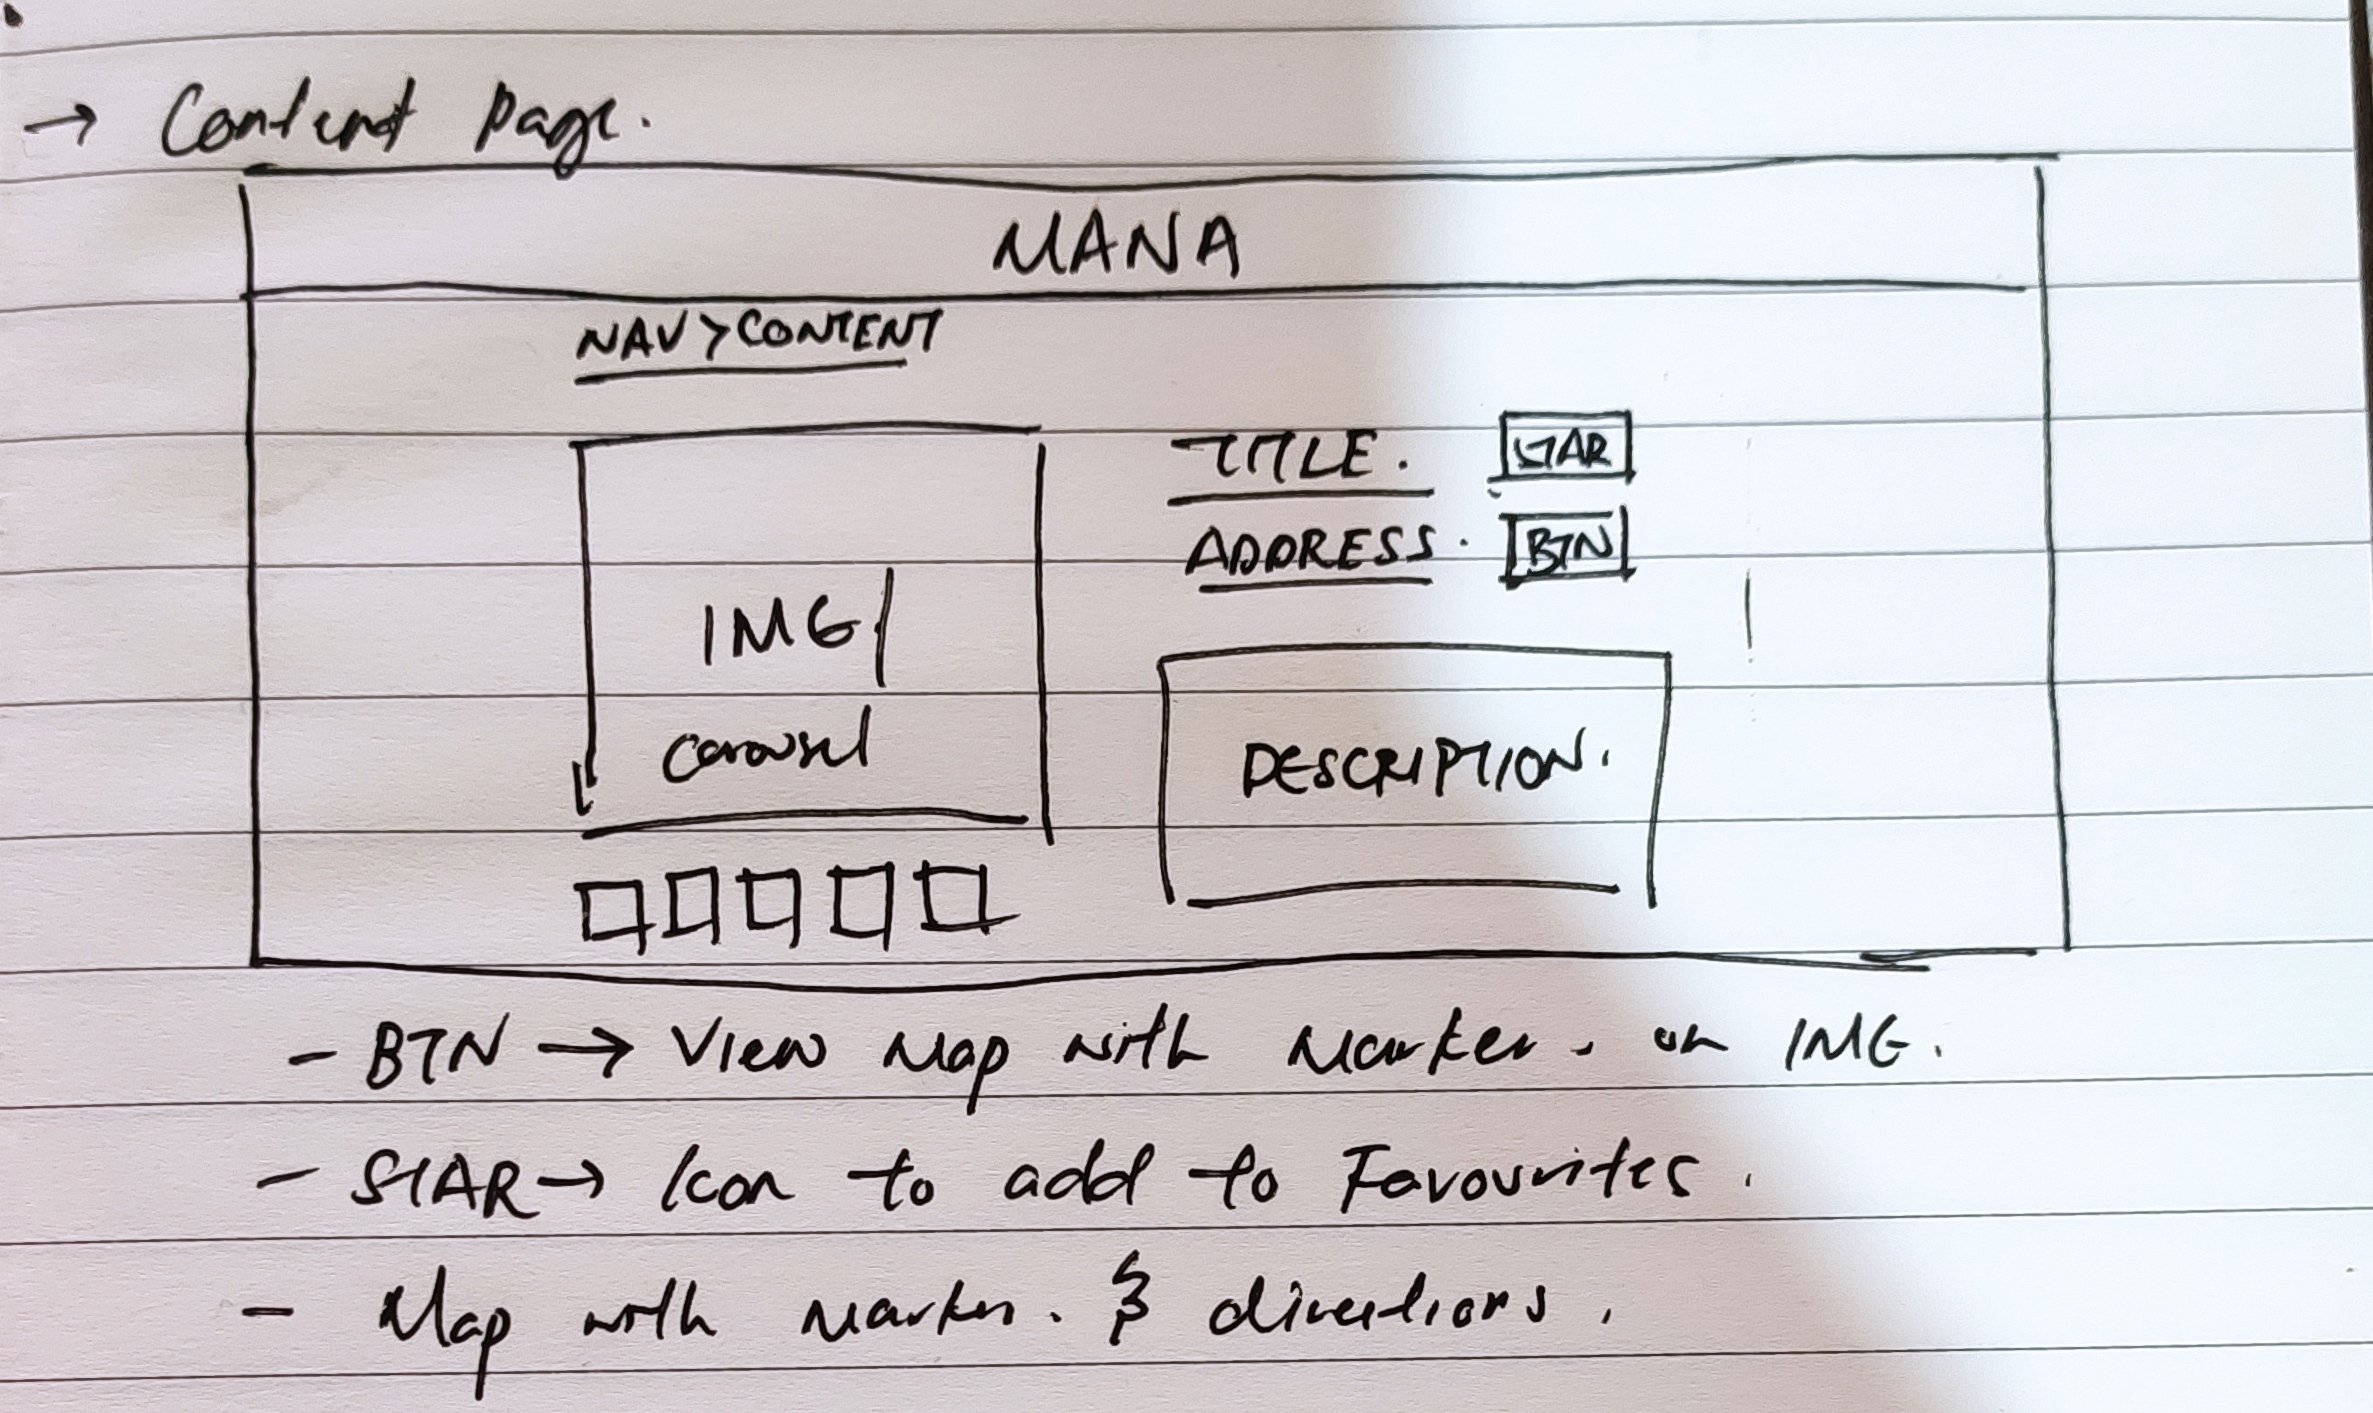 → Content Page.
MANA
NAV > CONTENT
TITLE. STAR
ADDRESS. BTN
IMG
Carousel
DESCRIPTION.
- BTN → View Map with Marker. on IMG.
- STAR → Icon to add to Favourites.
- Map with Marker. & directions.